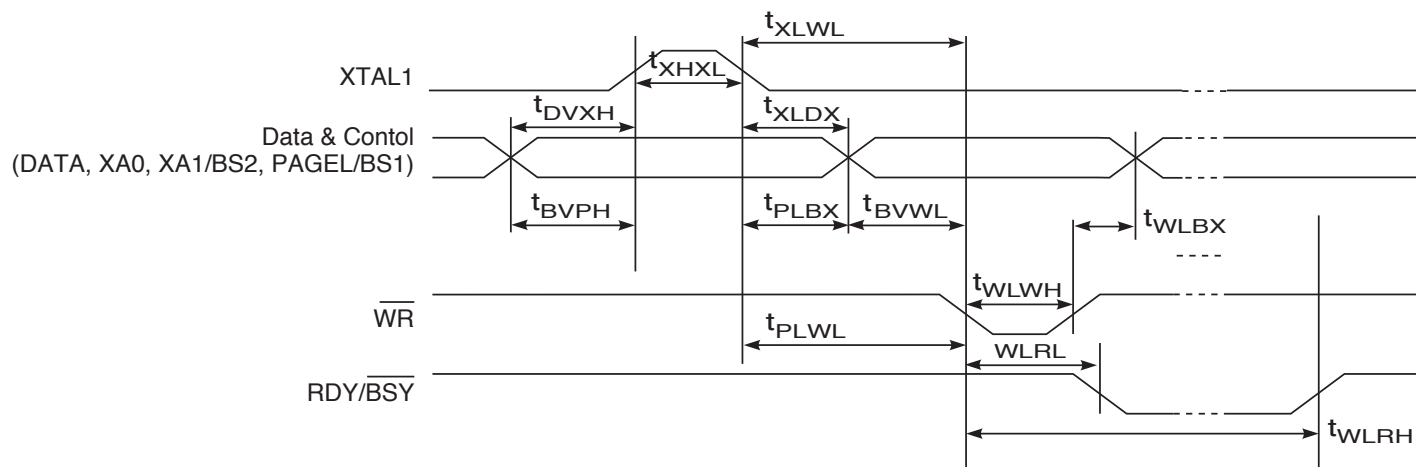 tXLWL
XTAL1
tXHXL
tDVXH
tXLDX
Data & Contol
(DATA, XA0, XA1/BS2, PAGEL/BS1)
tBVPH
tPLBX
tBVWL
tWLBX
tWLWH
WR
tPLWL
WLRL
RDY/BSY
tWLRH